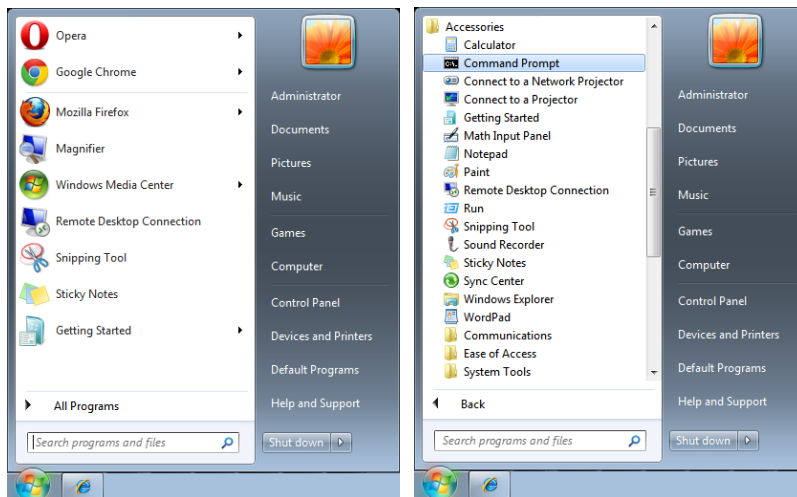 Opera
Google Chrome
Mozilla Firefox
Magnifier
Windows Media Center
Remote Desktop Connection
Snipping Tool
Sticky Notes
Getting Started
All Programs
Search programs and files
Administrator
Documents
Pictures
Music
Games
Computer
Control Panel
Devices and Printers
Default Programs
Help and Support
Shut down
Accessories
Calculator
Command Prompt
Connect to a Network Projector
Connect to a Projector
Getting Started
Math Input Panel
Notepad
Paint
Remote Desktop Connection
Run
Snipping Tool
Sound Recorder
Sticky Notes
Sync Center
Windows Explorer
WordPad
Communications
Ease of Access
System Tools
Back
Search programs and files
Administrator
Documents
Pictures
Music
Games
Computer
Control Panel
Devices and Printers
Default Programs
Help and Support
Shut down